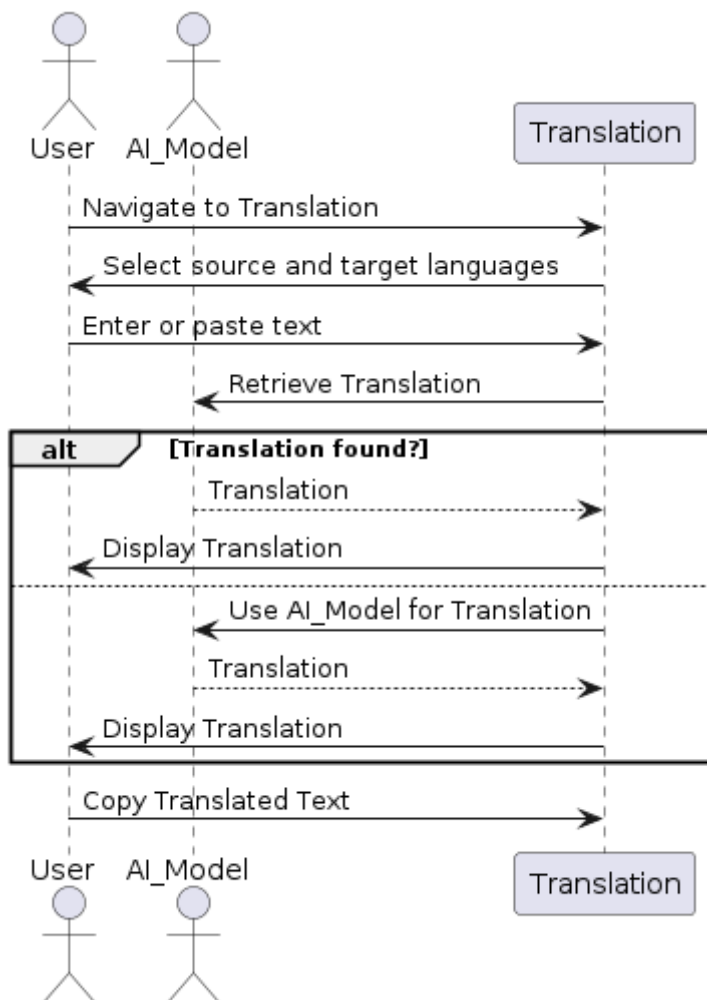 User AI_Model Translation
Navigate to Translation
Select source and target languages
Enter or paste text
Retrieve Translation
alt [Translation found?]
Translation
Display Translation
Use AI_Model for Translation
Translation
Display Translation
Copy Translated Text
User AI_Model Translation